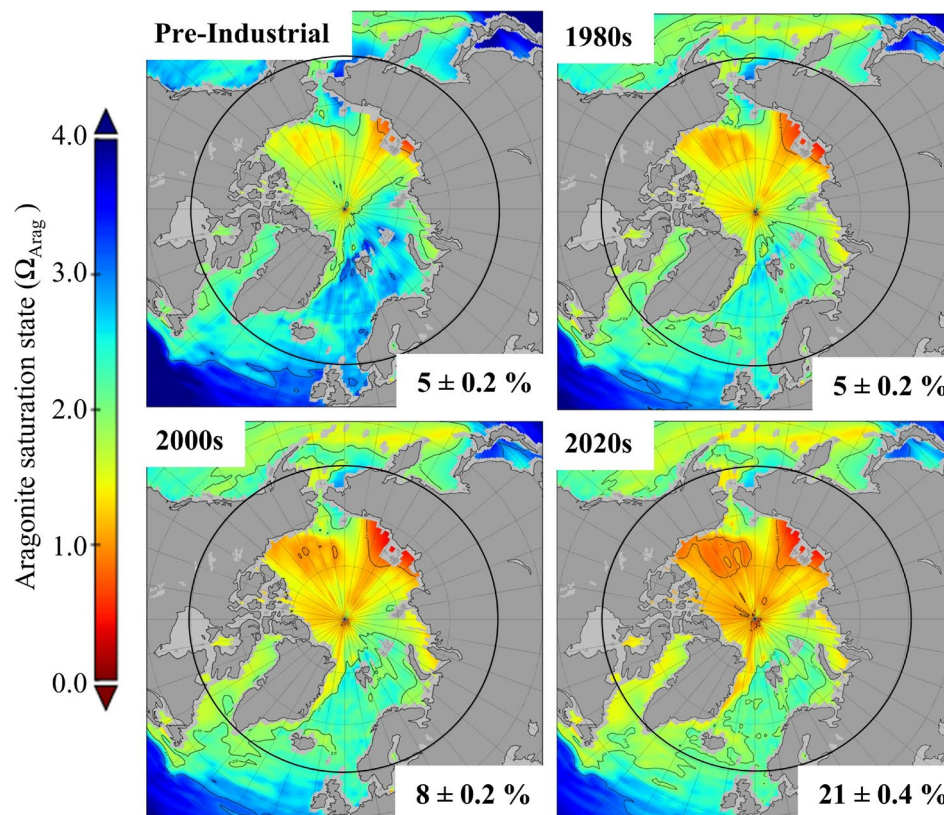 Pre-Industrial
1980s
4.0
3.0
2.0
1.0
0.0
Aragonite saturation state (Ω_Arag)
5 ± 0.2 %
5 ± 0.2 %
2000s
2020s
8 ± 0.2 %
21 ± 0.4 %